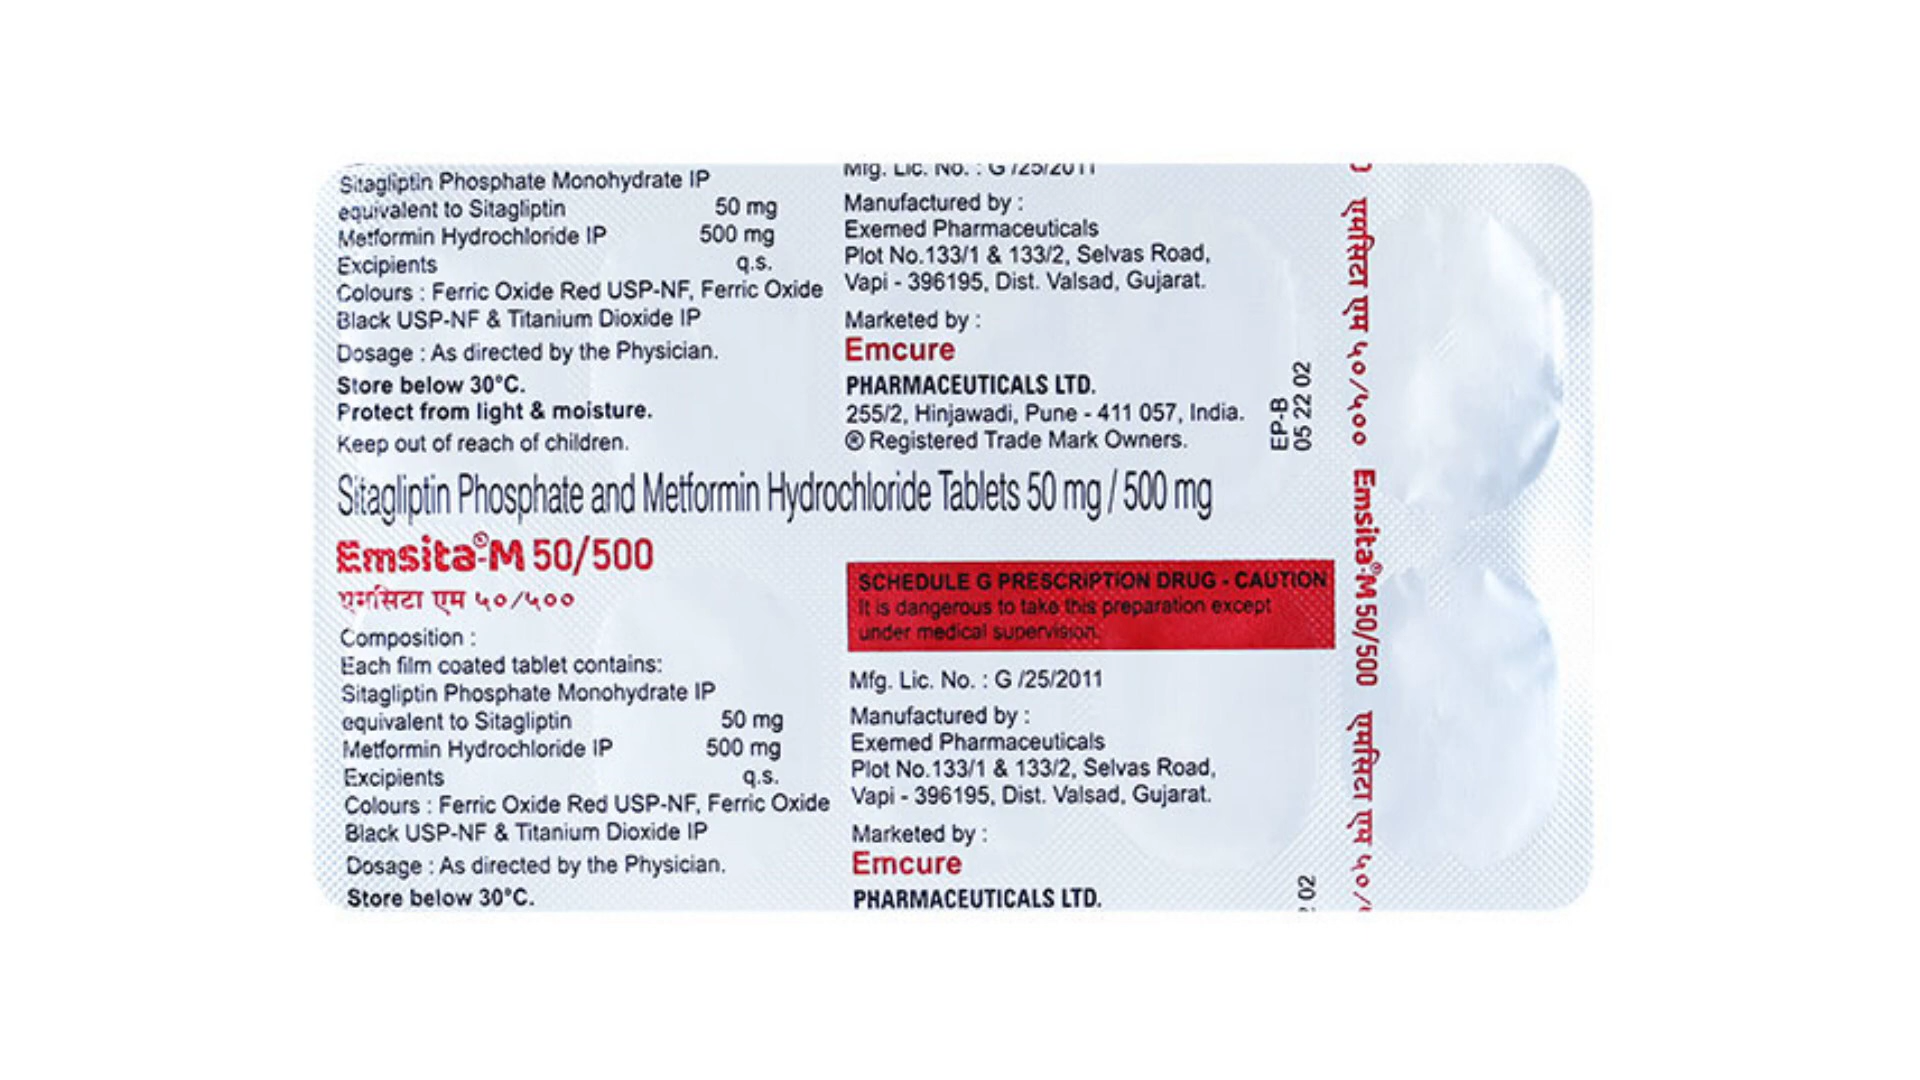 Sitagliptin Phosphate Monohydrate IP
equivalent to Sitagliptin 50 mg
Metformin Hydrochloride IP 500 mg
Excipients q.s.
Colours : Ferric Oxide Red USP-NF, Ferric Oxide
Black USP-NF & Titanium Dioxide IP
Dosage : As directed by the Physician.
Store below 30°C.
Protect from light & moisture.
Keep out of reach of children.
Mfg. Lic. No. : G /25/2011
Manufactured by :
Exemed Pharmaceuticals
Plot No.133/1 & 133/2, Selvas Road,
Vapi - 396195, Dist. Valsad, Gujarat.
Marketed by :
Emcure
PHARMACEUTICALS LTD.
255/2, Hinjawadi, Pune - 411 057, India.
® Registered Trade Mark Owners.
EP-B
05 22 02
Sitagliptin Phosphate and Metformin Hydrochloride Tablets 50 mg / 500 mg
Emsita®-M 50/500
एमसिटा एम ५०/५००
Composition :
Each film coated tablet contains:
Sitagliptin Phosphate Monohydrate IP
equivalent to Sitagliptin 50 mg
Metformin Hydrochloride IP 500 mg
Excipients q.s.
Colours : Ferric Oxide Red USP-NF, Ferric Oxide
Black USP-NF & Titanium Dioxide IP
Dosage : As directed by the Physician.
Store below 30°C.
SCHEDULE G PRESCRIPTION DRUG - CAUTION
It is dangerous to take this preparation except
under medical supervision.
Mfg. Lic. No. : G /25/2011
Manufactured by :
Exemed Pharmaceuticals
Plot No.133/1 & 133/2, Selvas Road,
Vapi - 396195, Dist. Valsad, Gujarat.
Marketed by :
Emcure
PHARMACEUTICALS LTD.
02
एमसिटा एम ५०/५०० Emsita®-M 50/500 एमसिटा एम ५०/